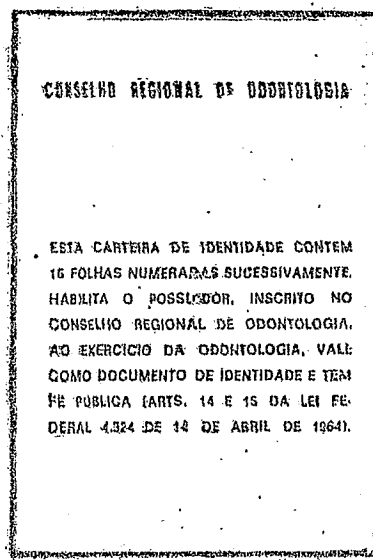 CONSELHO REGIONAL DE ODONTOLOGIA
ESTA CARTEIRA DE IDENTIDADE CONTEM
16 FOLHAS NUMERADAS SUCESSIVAMENTE,
HABILITA O POSSUIDOR, INSCRITO NO
CONSELHO REGIONAL DE ODONTOLOGIA,
AO EXERCICIO DA ODONTOLOGIA, VALE
COMO DOCUMENTO DE IDENTIDADE E TEM
FÉ PUBLICA (ARTS. 14 E 15 DA LEI FE-
DERAL 4.324 DE 14 DE ABRIL DE 1964).